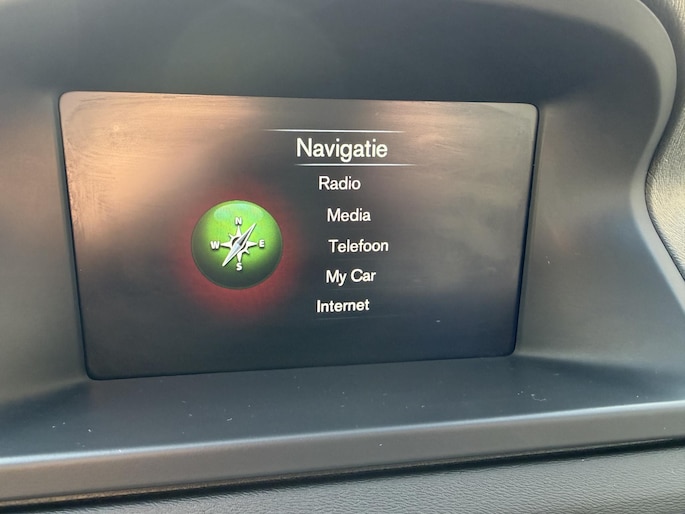 Navigatie
Radio
Media
Telefoon
My Car
Internet
N
W E
S